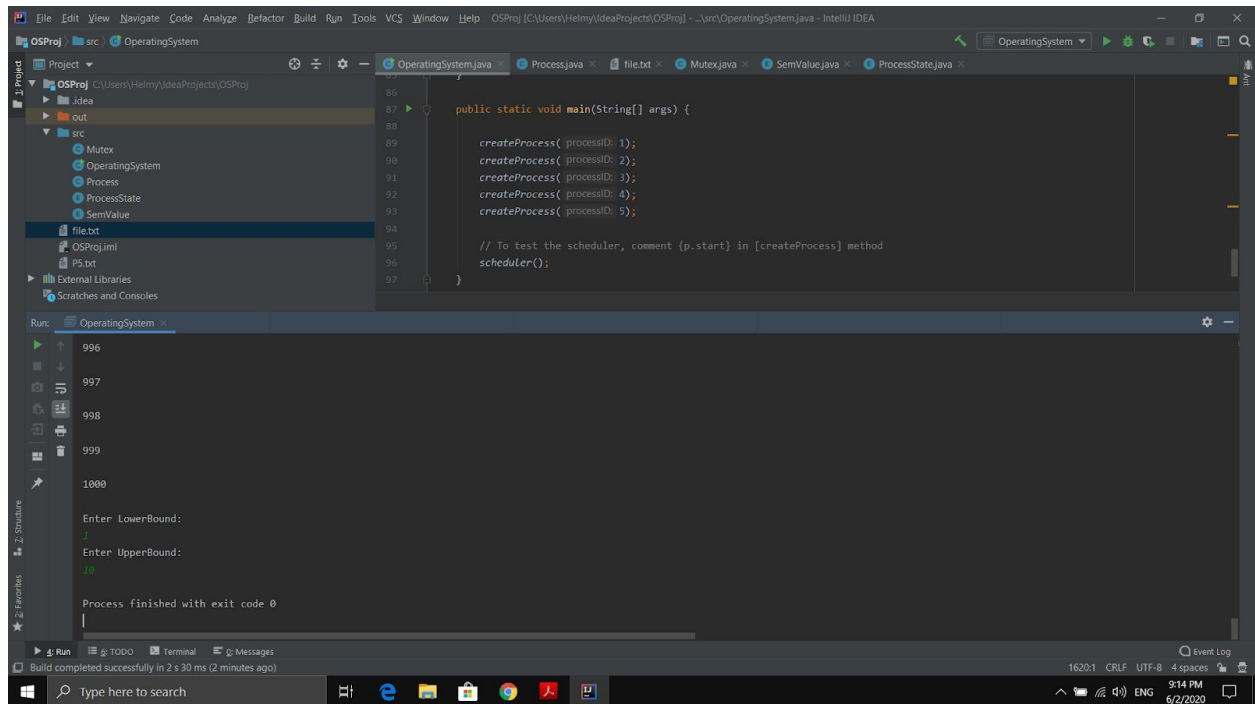 File Edit View Navigate Code Analyze Refactor Build Run Tools VCS Window Help OSProj [C:\Users\Helmy\IdeaProjects\OSProj] - ...\src\OperatingSystem.java - IntelliJ IDEA
OSProj src OperatingSystem OperatingSystem
1: Project
Project
OperatingSystem.java Process.java file.txt Mutex.java SemValue.java ProcessState.java
Ant
OSProj C:\Users\Helmy\IdeaProjects\OSProj
.idea
out
src
Mutex
OperatingSystem
Process
ProcessState
SemValue
file.txt
OSProj.iml
P5.txt
External Libraries
Scratches and Consoles
85 }
86
87 public static void main(String[] args) {
88
89 createProcess( processID: 1);
90 createProcess( processID: 2);
91 createProcess( processID: 3);
92 createProcess( processID: 4);
93 createProcess( processID: 5);
94
95 // To test the scheduler, comment {p.start} in [createProcess] method
96 scheduler();
97 }
Run: OperatingSystem
996
997
998
999
1000
Enter LowerBound:
1
Enter UpperBound:
10
Process finished with exit code 0
7: Structure
2: Favorites
4: Run 6: TODO Terminal 0: Messages Event Log
Build completed successfully in 2 s 30 ms (2 minutes ago) 1620:1 CRLF UTF-8 4 spaces
Type here to search ENG 9:14 PM
6/2/2020